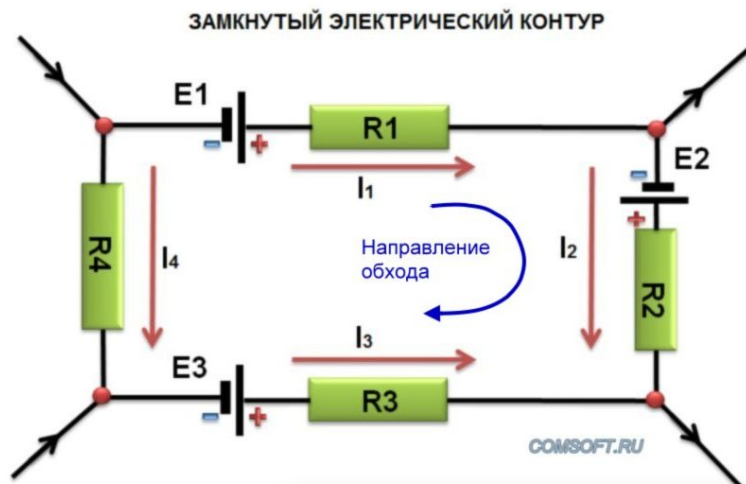 ЗАМКНУТЫЙ ЭЛЕКТРИЧЕСКИЙ КОНТУР
E1
R1
- +
I1
E2
-
+
R4
I4
Направление
обхода
I2
R2
E3
I3
- +
R3
COMSOFT.RU